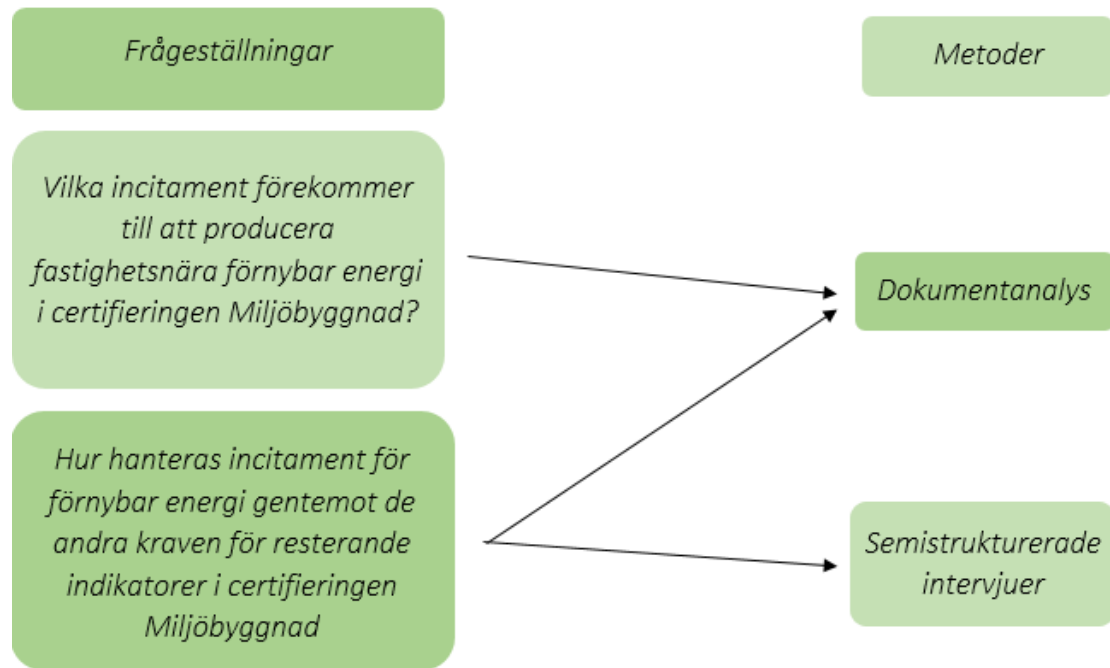 Frågeställningar
Metoder
Vilka incitament förekommer
till att producera
fastighetsnära förnybar energi
i certifieringen Miljöbyggnad?
Dokumentanalys
Hur hanteras incitament för
förnybar energi gentemot de
andra kraven för resterande
indikatorer i certifieringen
Miljöbyggnad
Semistrukturerade
intervjuer